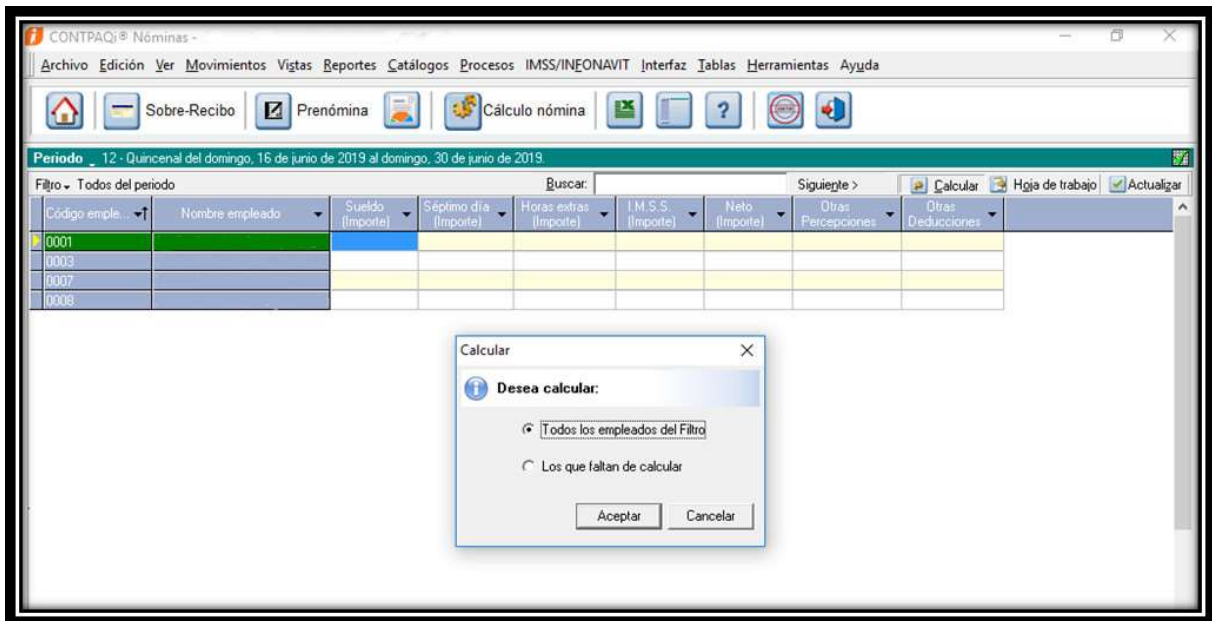 CONTPAQi® Nóminas -
Archivo Edición Ver Movimientos Vistas Reportes Catálogos Procesos IMSS/INFONAVIT Interfaz Tablas Herramientas Ayuda
Sobre-Recibo Prenómina Cálculo nómina
Periodo _ 12 - Quincenal del domingo, 16 de junio de 2019 al domingo, 30 de junio de 2019.
Filtro Todos del periodo Buscar: Siguiente > Calcular Hoja de trabajo Actualizar
Código emple... Nombre empleado Sueldo (Importe) Séptimo día (Importe) Horas extras (Importe) I.M.S.S. (Importe) Neto (Importe) Otras Percepciones Otras Deducciones
0001
0003
0007
0008
Calcular
Desea calcular:
Todos los empleados del Filtro
Los que faltan de calcular
Aceptar Cancelar